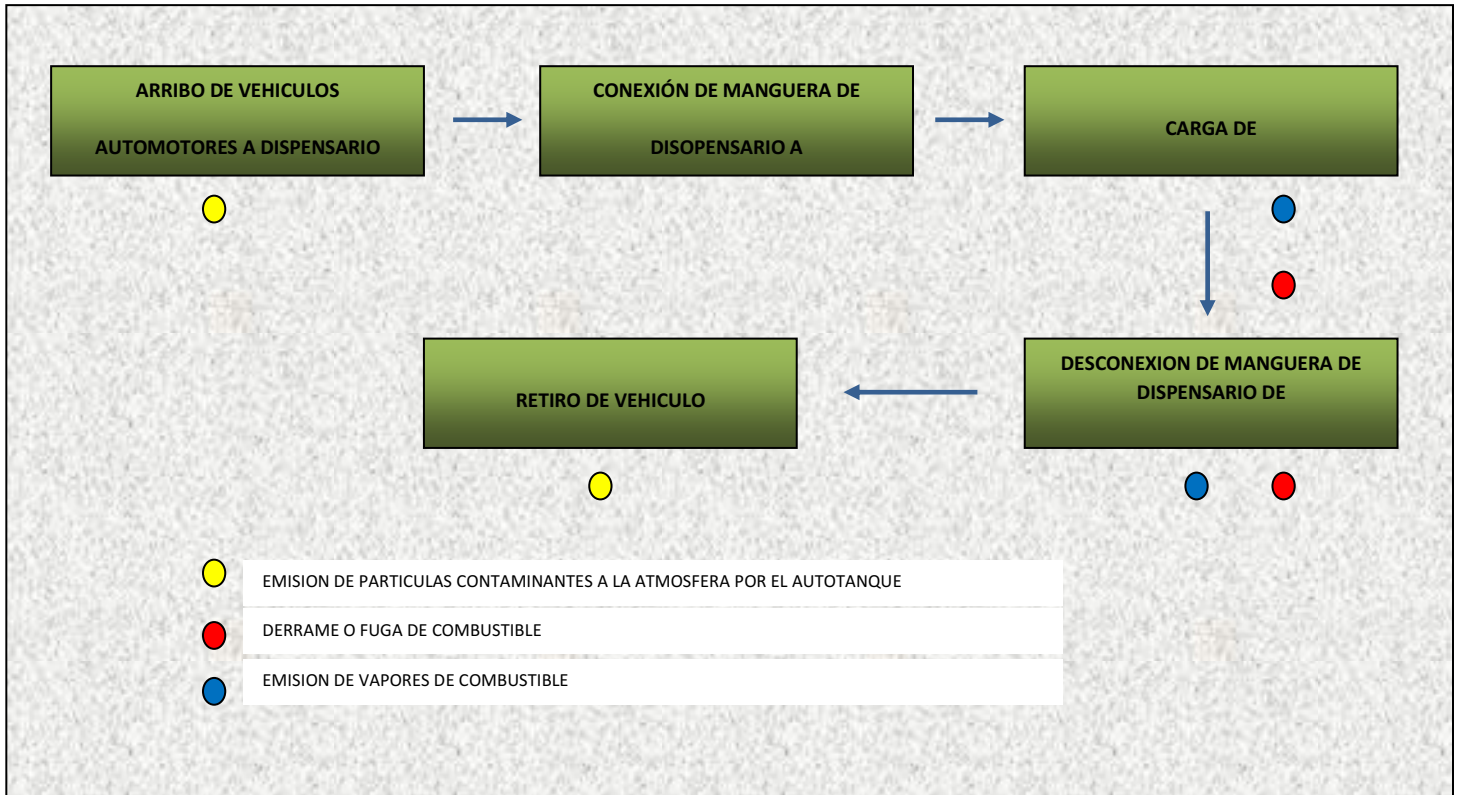 ARRIBO DE VEHICULOS
AUTOMOTORES A DISPENSARIO
CONEXIÓN DE MANGUERA DE
DISOPENSARIO A
CARGA DE
DESCONEXION DE MANGUERA DE
DISPENSARIO DE
RETIRO DE VEHICULO
EMISION DE PARTICULAS CONTAMINANTES A LA ATMOSFERA POR EL AUTOTANQUE
DERRAME O FUGA DE COMBUSTIBLE
EMISION DE VAPORES DE COMBUSTIBLE